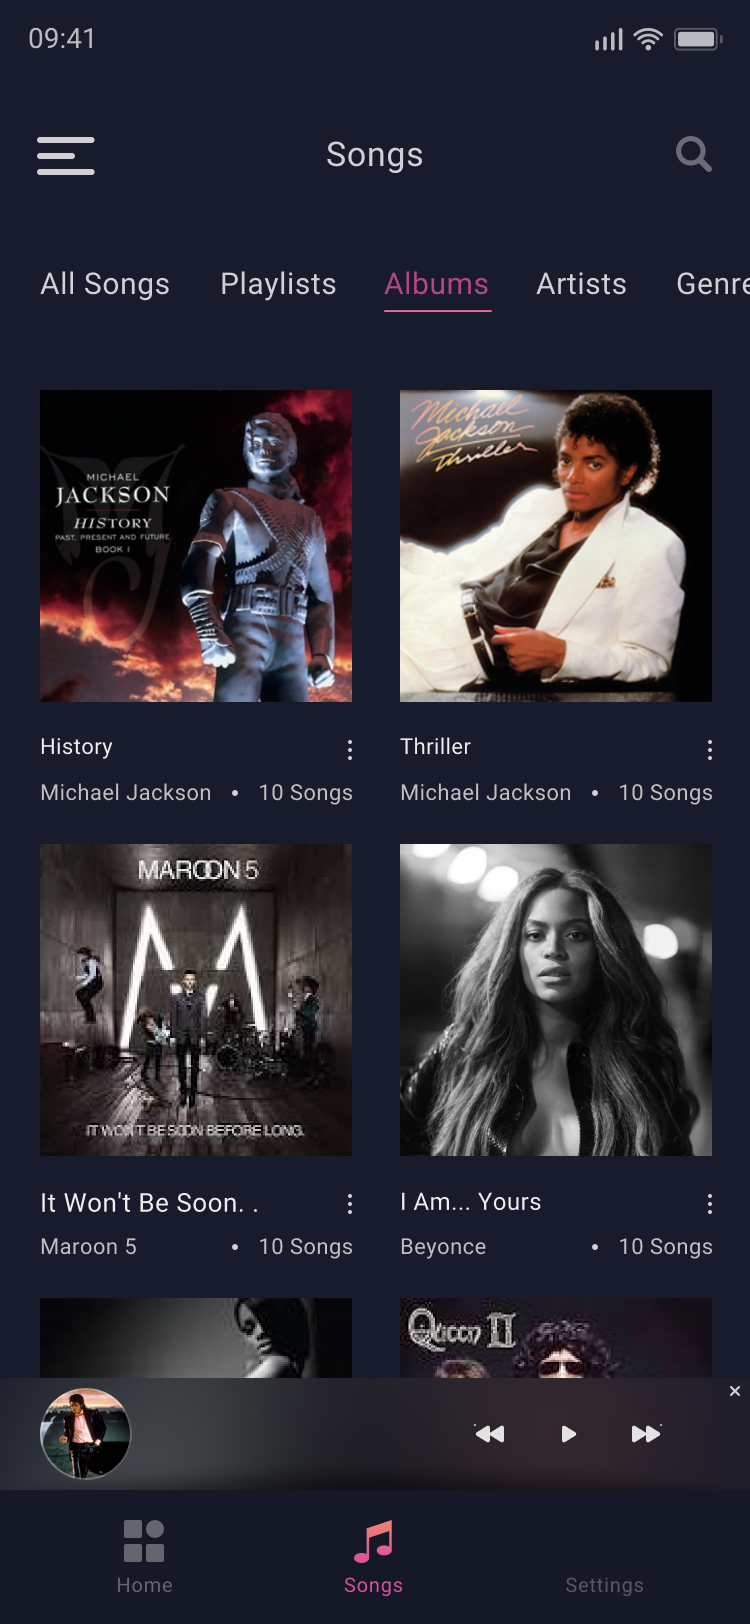 09:41
Songs
All Songs Playlists Albums Artists Genre
MICHAEL
JACKSON
HISTORY
PAST, PRESENT AND FUTURE
BOOK I
Michael
Jackson
Thriller
History
Michael Jackson • 10 Songs
Thriller
Michael Jackson • 10 Songs
MAROON 5
IT WON'T BE SOON BEFORE LONG.
It Won't Be Soon. .
Maroon 5 • 10 Songs
I Am... Yours
Beyonce • 10 Songs
Queen II
Home
Songs
Settings